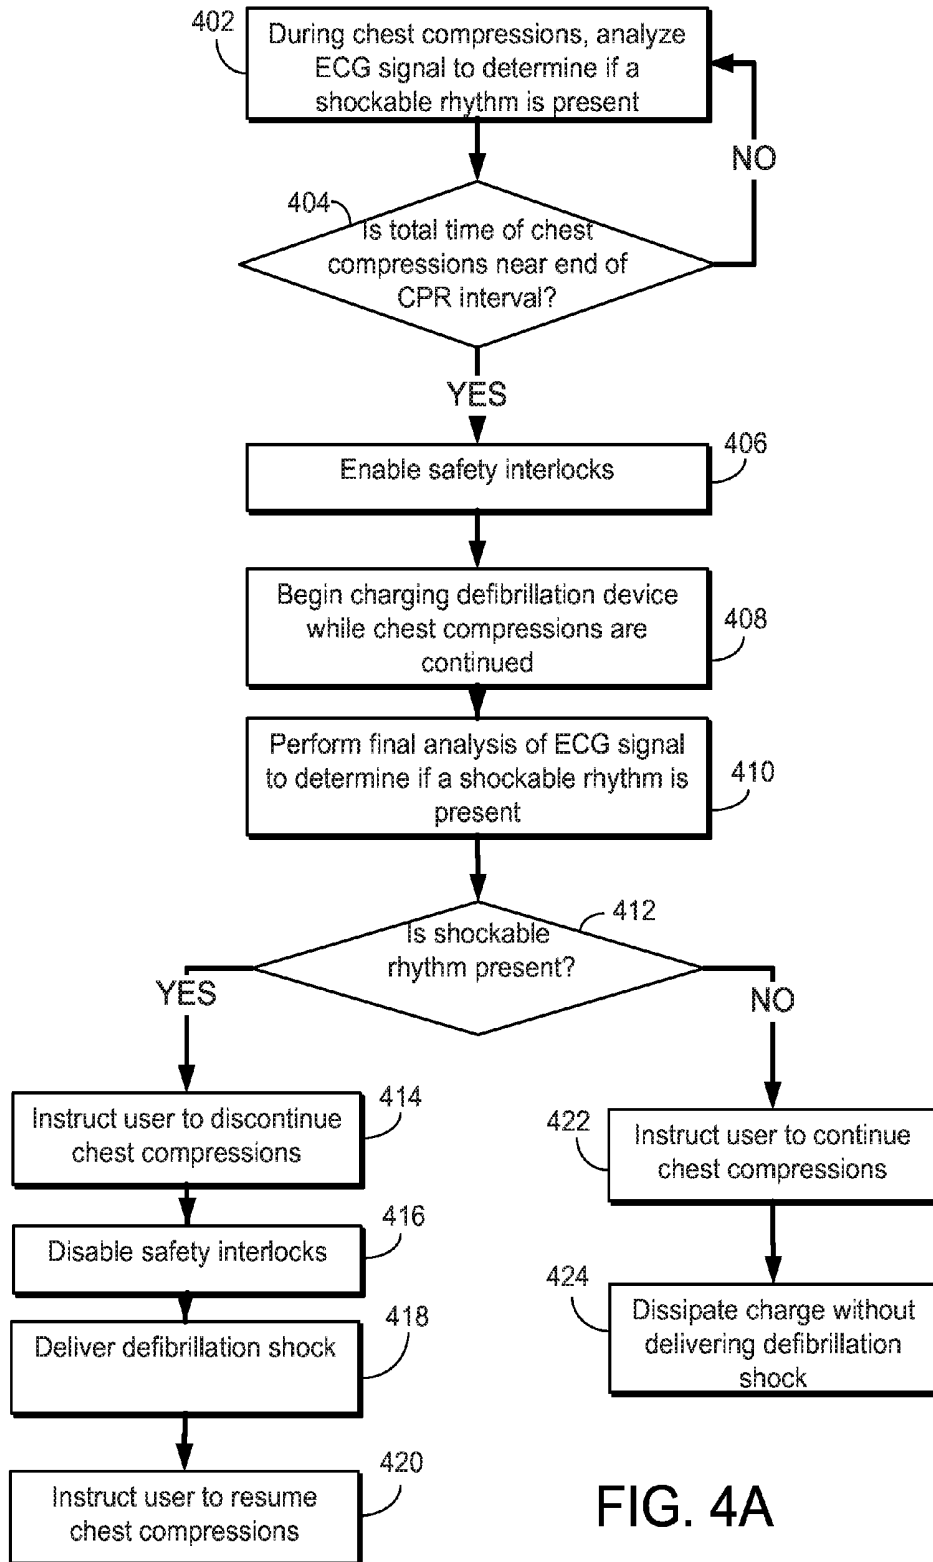 402
During chest compressions, analyze
ECG signal to determine if a
shockable rhythm is present
NO
404
Is total time of chest
compressions near end of
CPR interval?
YES
406
Enable safety interlocks
Begin charging defibrillation device
while chest compressions are
continued
408
Perform final analysis of ECG signal
to determine if a shockable rhythm is
present
410
412
Is shockable
rhythm present?
YES
NO
414
Instruct user to discontinue
chest compressions
422
Instruct user to continue
chest compressions
416
Disable safety interlocks
424
Dissipate charge without
delivering defibrillation
shock
418
Deliver defibrillation shock
420
Instruct user to resume
chest compressions
FIG. 4A